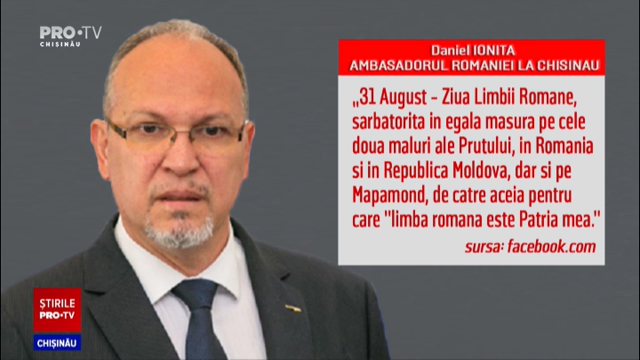 PRO•TV
CHIȘINĂU
Daniel IONITA
AMBASADORUL ROMANIEI LA CHISINAU
„31 August - Ziua Limbii Romane,
sarbatorita in egala masura pe cele
doua maluri ale Prutului, in Romania
si in Republica Moldova, dar si pe
Mapamond, de catre aceia pentru
care "limba romana este Patria mea."
sursa: facebook.com
ȘTIRILE
PRO•TV
CHIȘINĂU